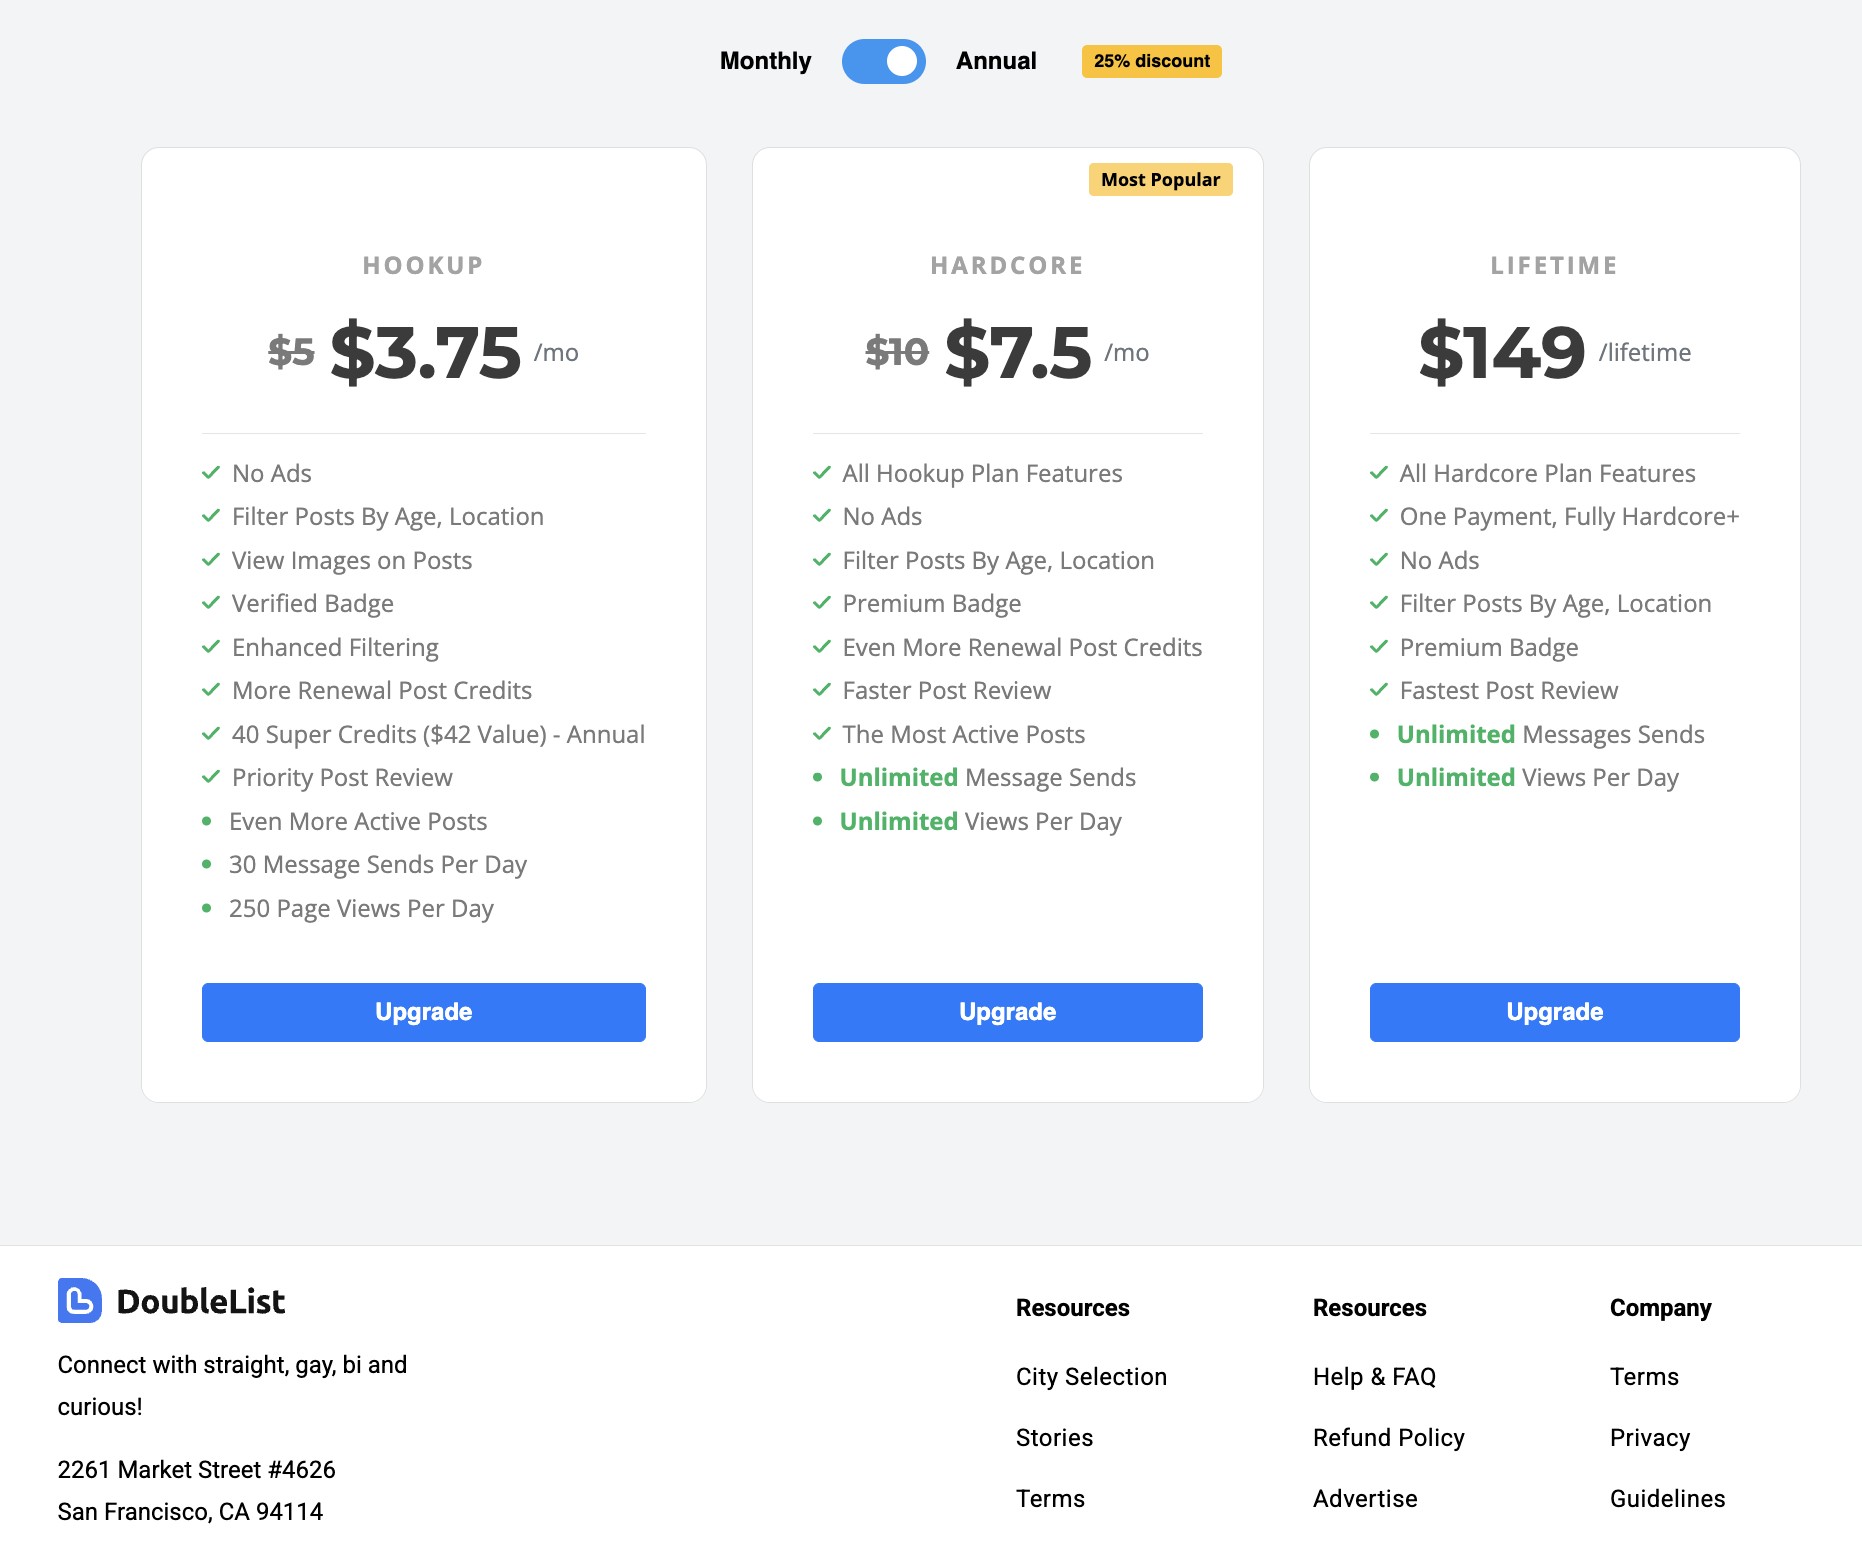 Monthly Annual 25% discount
HOOKUP
$5 $3.75 /mo
No Ads
Filter Posts By Age, Location
View Images on Posts
Verified Badge
Enhanced Filtering
More Renewal Post Credits
40 Super Credits ($42 Value) - Annual
Priority Post Review
Even More Active Posts
30 Message Sends Per Day
250 Page Views Per Day
Upgrade
Most Popular
HARDCORE
$10 $7.5 /mo
All Hookup Plan Features
No Ads
Filter Posts By Age, Location
Premium Badge
Even More Renewal Post Credits
Faster Post Review
The Most Active Posts
Unlimited Message Sends
Unlimited Views Per Day
Upgrade
LIFETIME
$149 /lifetime
All Hardcore Plan Features
One Payment, Fully Hardcore+
No Ads
Filter Posts By Age, Location
Premium Badge
Fastest Post Review
Unlimited Messages Sends
Unlimited Views Per Day
Upgrade
DoubleList
Connect with straight, gay, bi and
curious!
2261 Market Street #4626
San Francisco, CA 94114
Resources
City Selection
Stories
Terms
Resources
Help & FAQ
Refund Policy
Advertise
Company
Terms
Privacy
Guidelines